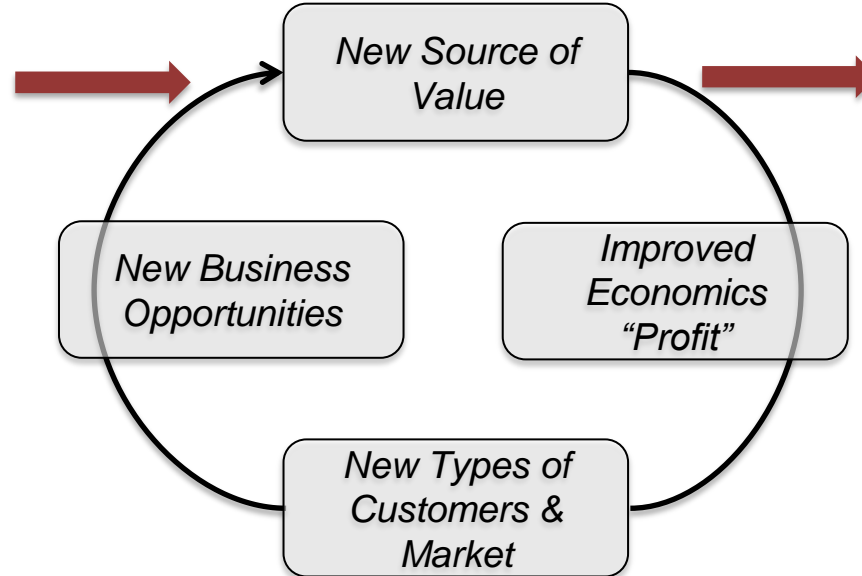 New Source of
Value
New Business
Opportunities
Improved
Economics
“Profit”
New Types of
Customers &
Market